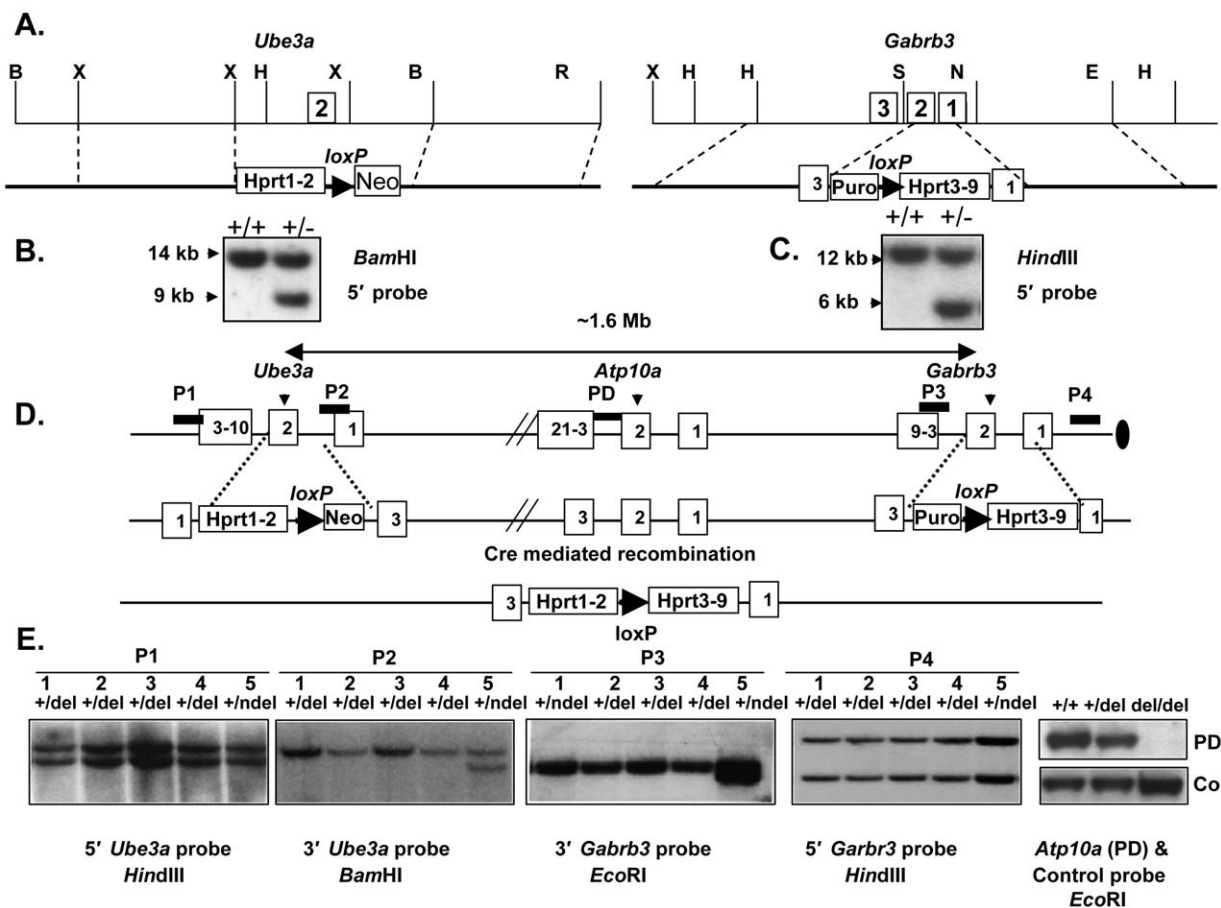 A.
Ube3a
Gabrb3
B X X H X B R
X H H S N E H
2
3 2 1
loxP
loxP
Hprt1-2 Neo
3 Puro Hprt3-9 1
B.
+/+ +/-
14 kb
9 kb
BamHI
5′ probe
C.
+/+ +/-
12 kb
6 kb
HindIII
5′ probe
~1.6 Mb
D.
Ube3a
Atp10a
Gabrb3
P1 P2 PD P3 P4
3-10 2 1 21-3 2 1 9-3 2 1
loxP
loxP
1 Hprt1-2 Neo 3 3 2 1 3 Puro Hprt3-9 1
Cre mediated recombination
3 Hprt1-2 Hprt3-9 1
loxP
E.
P1 P2 P3 P4
1 2 3 4 5 1 2 3 4 5 1 2 3 4 5 1 2 3 4 5
+/del +/del +/del +/del +/ndel +/del +/del +/del +/del +/ndel +/del +/del +/del +/del +/ndel +/del +/del +/del +/del +/ndel +/+ +/del del/del
PD
Co
5′ Ube3a probe
HindIII
3′ Ube3a probe
BamHI
3′ Gabrb3 probe
EcoRI
5′ Garbr3 probe
HindIII
Atp10a (PD) &
Control probe
EcoRI